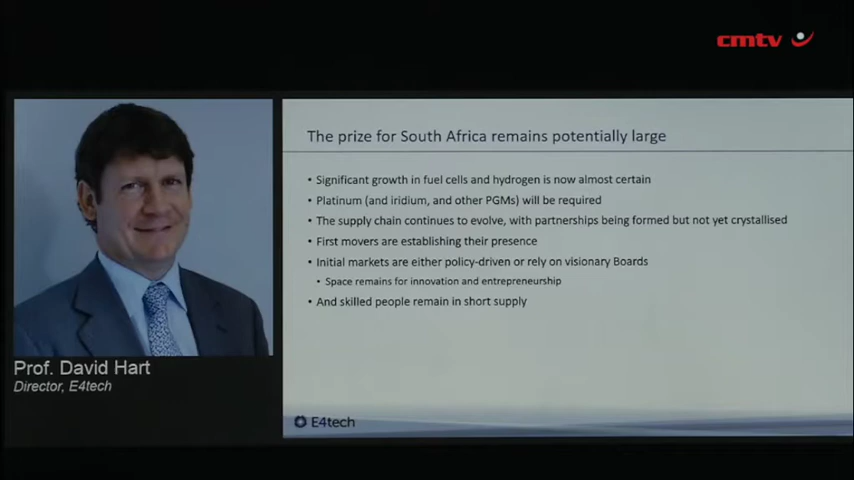 cmtv
The prize for South Africa remains potentially large
• Significant growth in fuel cells and hydrogen is now almost certain
• Platinum (and iridium, and other PGMs) will be required
• The supply chain continues to evolve, with partnerships being formed but not yet crystallised
• First movers are establishing their presence
• Initial markets are either policy-driven or rely on visionary Boards
• Space remains for innovation and entrepreneurship
• And skilled people remain in short supply
Prof. David Hart
Director, E4tech
E4tech